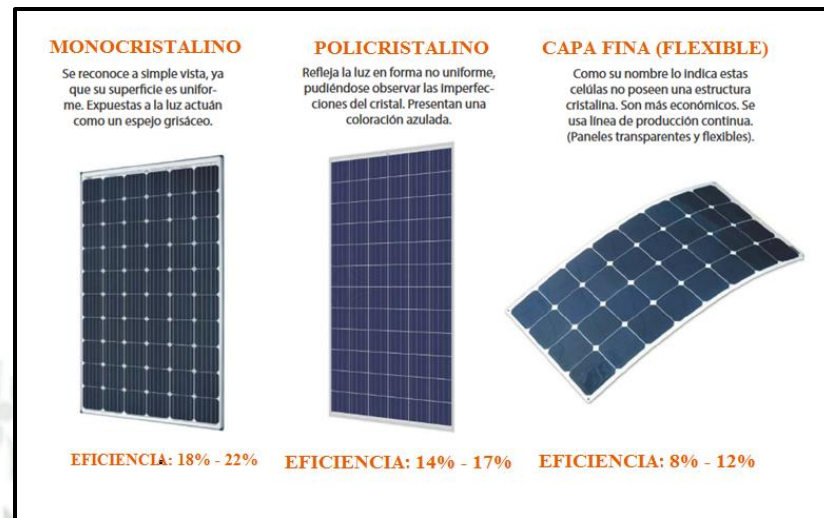 MONOCRISTALINO
Se reconoce a simple vista, ya
que su superficie es unifor-
me. Expuestas a la luz actuán
como un espejo grisáceo.
EFICIENCIA: 18% - 22%
POLICRISTALINO
Refleja la luz en forma no uniforme,
pudiéndose observar las imperfec-
ciones del cristal. Presentan una
coloración azulada.
EFICIENCIA: 14% - 17%
CAPA FINA (FLEXIBLE)
Como su nombre lo indica estas
células no poseen una estructura
cristalina. Son más económicos. Se
usa línea de producción continua.
(Paneles transparentes y flexibles).
EFICIENCIA: 8% - 12%